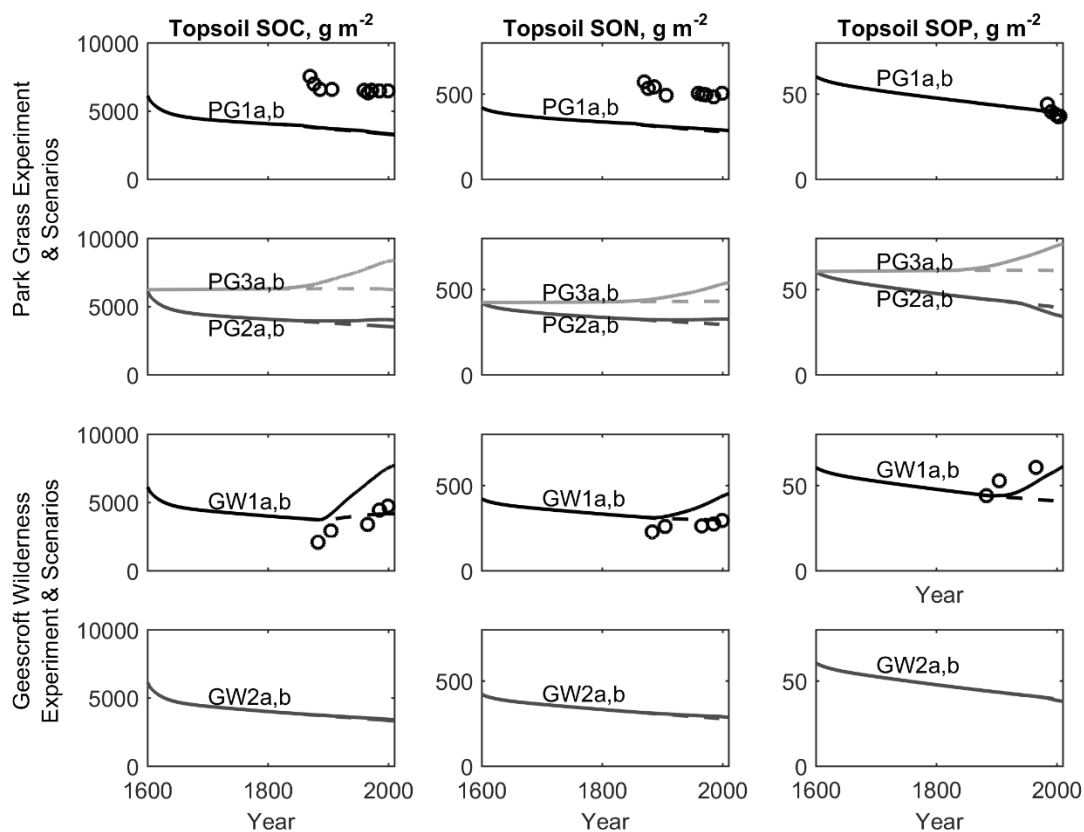 Topsoil SOC, g m⁻²
Topsoil SON, g m⁻²
Topsoil SOP, g m⁻²
Park Grass Experiment
& Scenarios
10000
5000
0
PG1a,b
500
0
PG1a,b
50
0
PG1a,b
10000
5000
0
PG3a,b
PG2a,b
500
0
PG3a,b
PG2a,b
50
0
PG3a,b
PG2a,b
Geescroft Wilderness
Experiment & Scenarios
10000
5000
0
GW1a,b
500
0
GW1a,b
50
0
GW1a,b
Year
10000
5000
0
GW2a,b
500
0
GW2a,b
50
0
GW2a,b
1600 1800 2000
1600 1800 2000
1600 1800 2000
Year
Year
Year